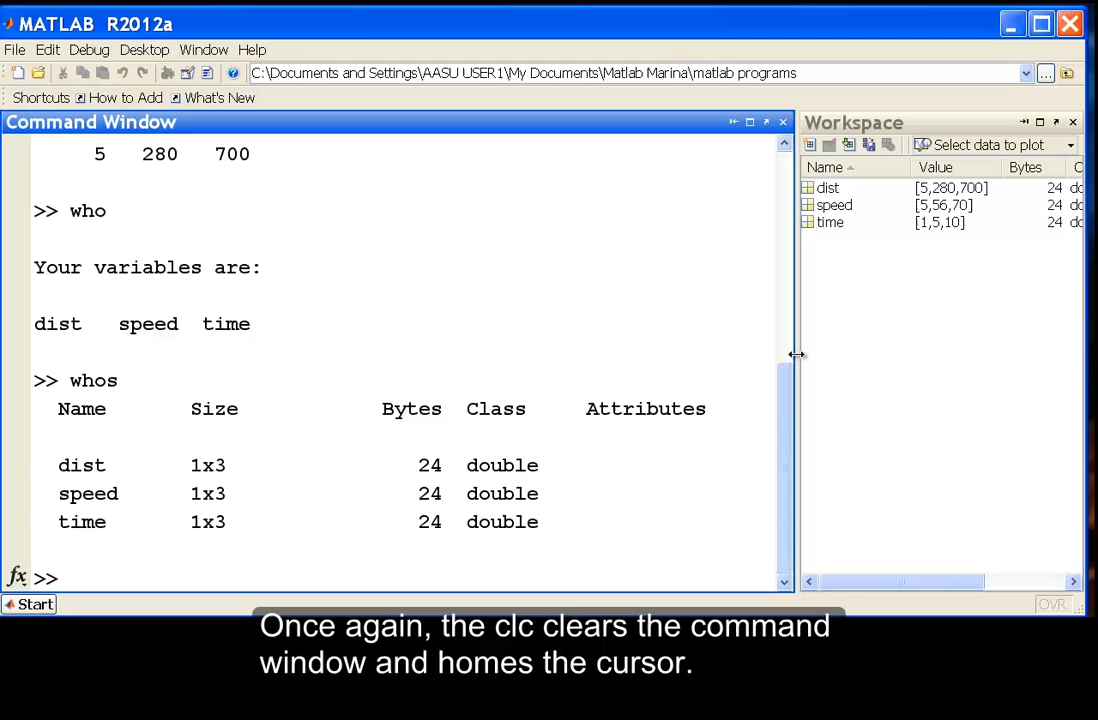 MATLAB R2012a
File Edit Debug Desktop Window Help
C:\Documents and Settings\AASU USER1\My Documents\Matlab Marina\matlab programs
...
Shortcuts How to Add What's New
Command Window
5 280 700
>> who
Your variables are:
dist speed time
>> whos
Name Size Bytes Class Attributes
dist 1x3 24 double
speed 1x3 24 double
time 1x3 24 double
fx >>
Workspace
Select data to plot
Name Value Bytes C
dist [5,280,700] 24 do
speed [5,56,70] 24 do
time [1,5,10] 24 do
Start
OVR
Once again, the clc clears the command
window and homes the cursor.